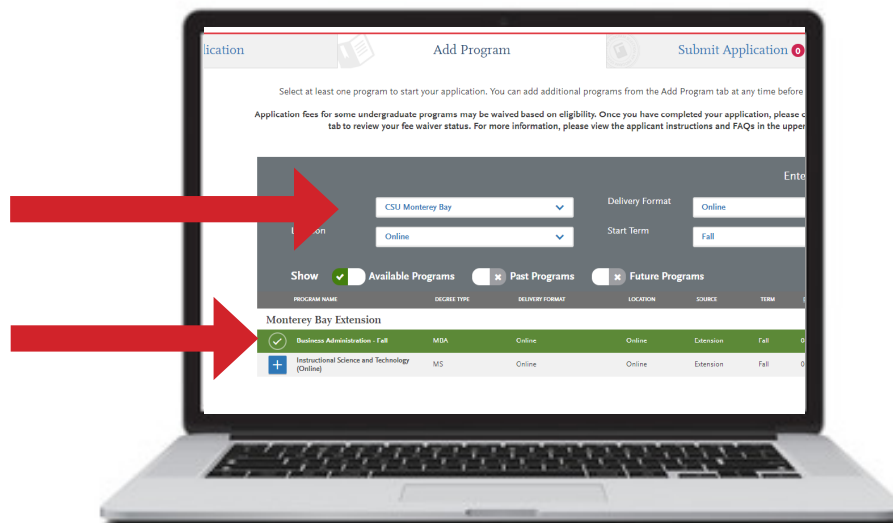 lication
Add Program
Submit Application 0
Select at least one program to start your application. You can add additional programs from the Add Program tab at any time before
Application fees for some undergraduate programs may be waived based on eligibility. Once you have completed your application, please c
tab to review your fee waiver status. For more information, please view the applicant instructions and FAQs in the upper
Ente
CSU Monterey Bay
Delivery Format
Online
Online
Start Term
Fall
Show Available Programs Past Programs Future Programs
PROGRAM NAME DEGREE TYPE DELIVERY FORMAT LOCATION SOURCE TERM
Monterey Bay Extension
Business Administration - Fall MBA Online Online Extension Fall 0
Instructional Science and Technology
(Online) MS Online Online Extension Fall 0